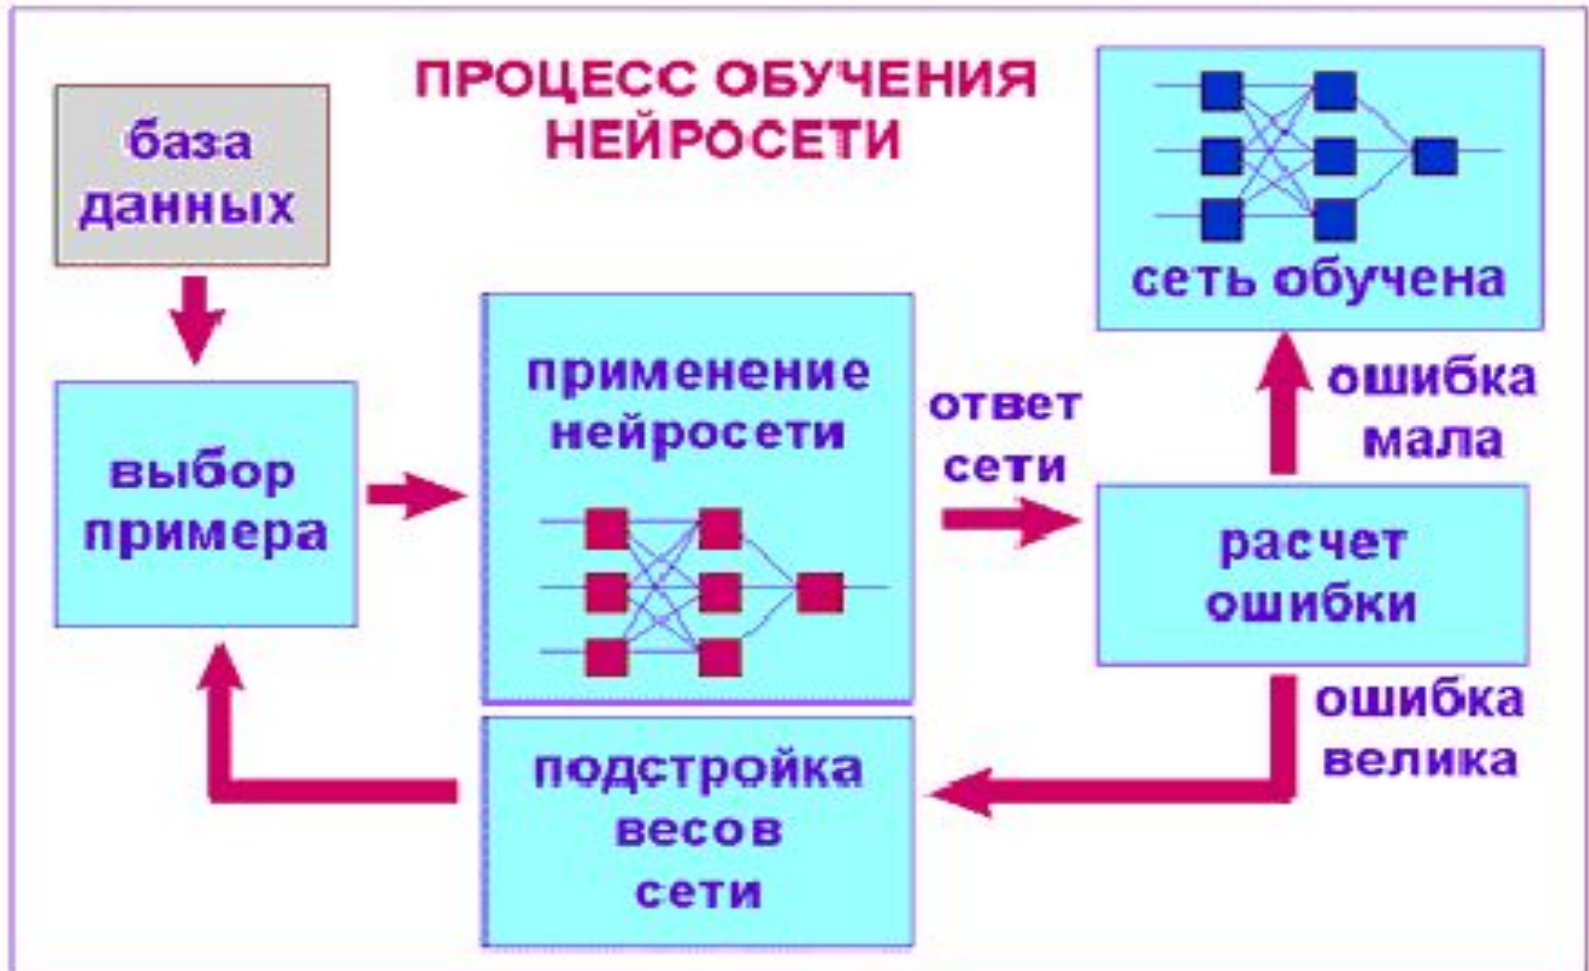 ПРОЦЕСС ОБУЧЕНИЯ
НЕЙРОСЕТИ
база
данных
выбор
примера
применение
нейросети
ответ
сети
расчет
ошибки
ошибка
мала
сеть обучена
ошибка
велика
подстройка
весов
сети